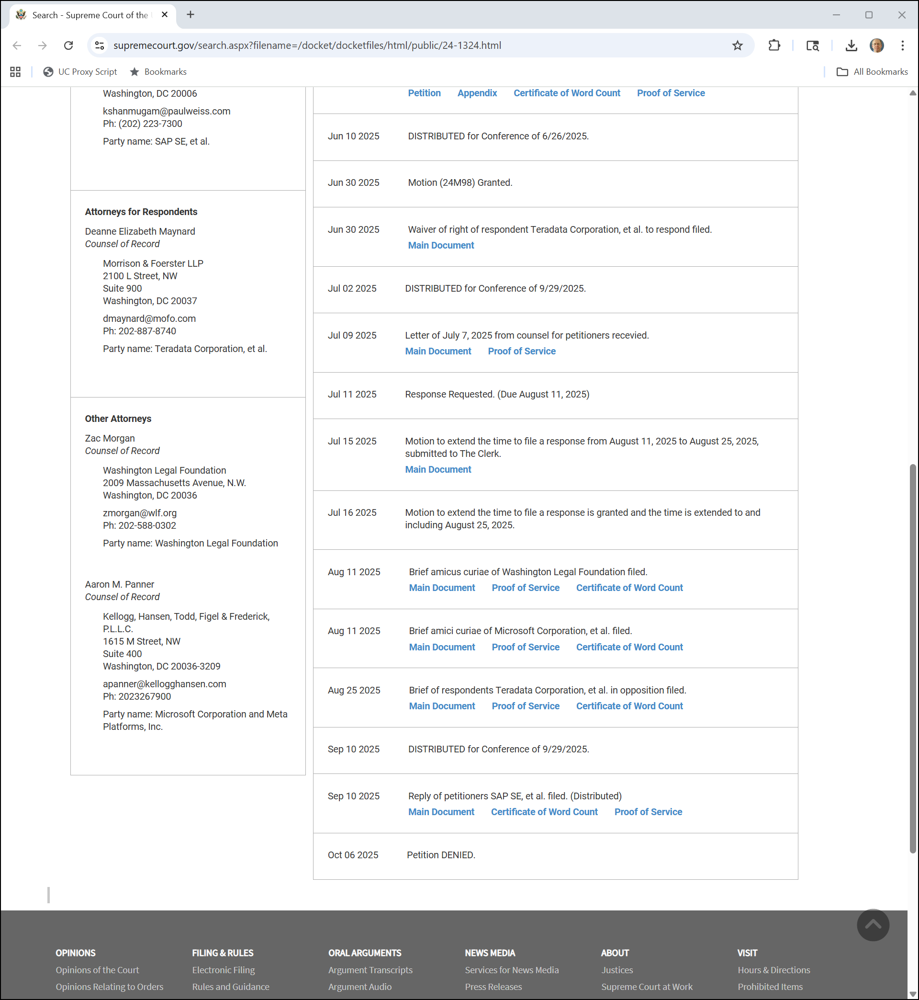 Search - Supreme Court of the
supremecourt.gov/search.aspx?filename=/docket/docketfiles/html/public/24-1324.html
UC Proxy Script
Bookmarks
All Bookmarks
Washington, DC 20006
kshanmugam@paulweiss.com
Ph: (202) 223-7300
Party name: SAP SE, et al.
Attorneys for Respondents
Deanne Elizabeth Maynard
Counsel of Record
Morrison & Foerster LLP
2100 L Street, NW
Suite 900
Washington, DC 20037
dmaynard@mofo.com
Ph: 202-887-8740
Party name: Teradata Corporation, et al.
Other Attorneys
Zac Morgan
Counsel of Record
Washington Legal Foundation
2009 Massachusetts Avenue, N.W.
Washington, DC 20036
zmorgan@wlf.org
Ph: 202-588-0302
Party name: Washington Legal Foundation
Aaron M. Panner
Counsel of Record
Kellogg, Hansen, Todd, Figel & Frederick,
P.L.L.C.
1615 M Street, NW
Suite 400
Washington, DC 20036-3209
apanner@kellogghansen.com
Ph: 2023267900
Party name: Microsoft Corporation and Meta
Platforms, Inc.
Petition Appendix Certificate of Word Count Proof of Service
Jun 10 2025 DISTRIBUTED for Conference of 6/26/2025.
Jun 30 2025 Motion (24M98) Granted.
Jun 30 2025 Waiver of right of respondent Teradata Corporation, et al. to respond filed.
Main Document
Jul 02 2025 DISTRIBUTED for Conference of 9/29/2025.
Jul 09 2025 Letter of July 7, 2025 from counsel for petitioners recevied.
Main Document Proof of Service
Jul 11 2025 Response Requested. (Due August 11, 2025)
Jul 15 2025 Motion to extend the time to file a response from August 11, 2025 to August 25, 2025,
submitted to The Clerk.
Main Document
Jul 16 2025 Motion to extend the time to file a response is granted and the time is extended to and
including August 25, 2025.
Aug 11 2025 Brief amicus curiae of Washington Legal Foundation filed.
Main Document Proof of Service Certificate of Word Count
Aug 11 2025 Brief amici curiae of Microsoft Corporation, et al. filed.
Main Document Proof of Service Certificate of Word Count
Aug 25 2025 Brief of respondents Teradata Corporation, et al. in opposition filed.
Main Document Proof of Service Certificate of Word Count
Sep 10 2025 DISTRIBUTED for Conference of 9/29/2025.
Sep 10 2025 Reply of petitioners SAP SE, et al. filed. (Distributed)
Main Document Certificate of Word Count Proof of Service
Oct 06 2025 Petition DENIED.
OPINIONS FILING & RULES ORAL ARGUMENTS NEWS MEDIA ABOUT VISIT
Opinions of the Court Electronic Filing Argument Transcripts Services for News Media Justices Hours & Directions
Opinions Relating to Orders Rules and Guidance Argument Audio Press Releases Supreme Court at Work Prohibited Items